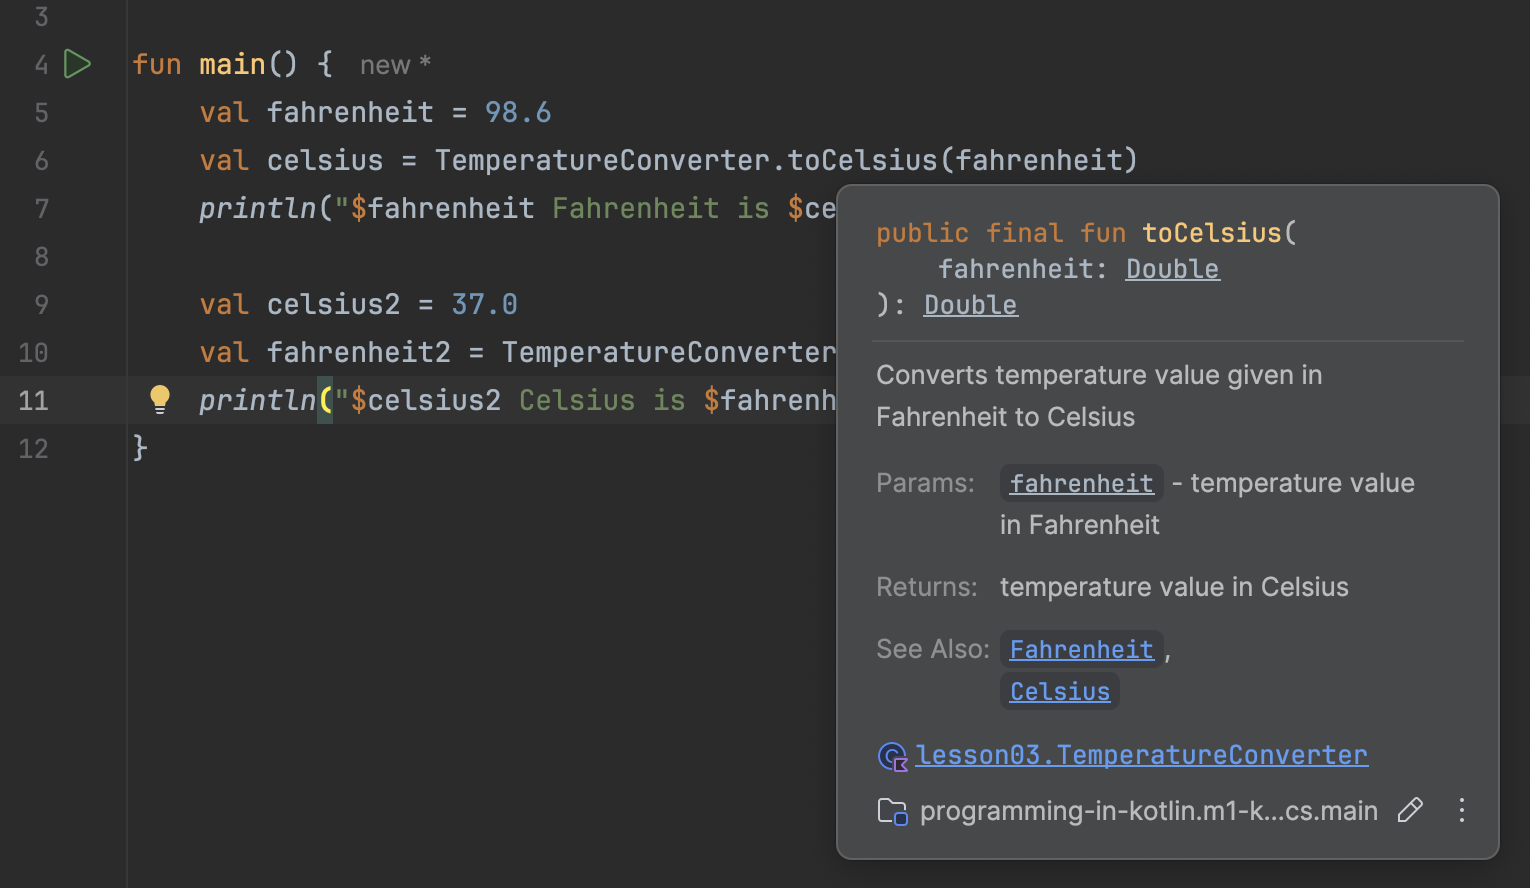 3
4 fun main() { new *
5 val fahrenheit = 98.6
6 val celsius = TemperatureConverter.toCelsius(fahrenheit)
7 println("$fahrenheit Fahrenheit is $ce
8
9 val celsius2 = 37.0
10 val fahrenheit2 = TemperatureConverter
11 println("$celsius2 Celsius is $fahrenh
12 }
public final fun toCelsius(
fahrenheit: Double
): Double
Converts temperature value given in
Fahrenheit to Celsius
Params: fahrenheit - temperature value
in Fahrenheit
Returns: temperature value in Celsius
See Also: Fahrenheit,
Celsius
lesson03.TemperatureConverter
programming-in-kotlin.m1-k...cs.main